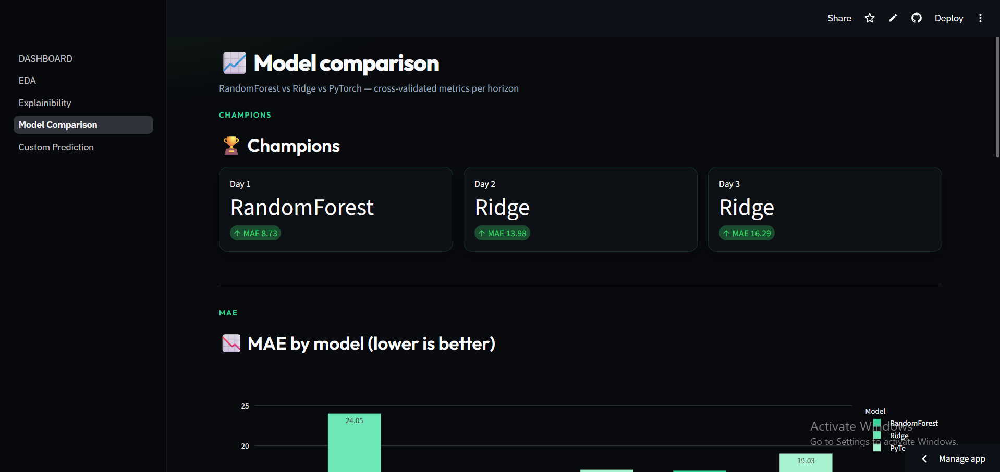 Share
Deploy
DASHBOARD
EDA
Explainibility
Model Comparison
Custom Prediction
Model comparison
RandomForest vs Ridge vs PyTorch — cross-validated metrics per horizon
CHAMPIONS
Champions
Day 1
RandomForest
↑ MAE 8.73
Day 2
Ridge
↑ MAE 13.98
Day 3
Ridge
↑ MAE 16.29
MAE
MAE by model (lower is better)
25
24.05
20
19.03
Model
RandomForest
Ridge
PyTo
Activate Windows
Go to Settings to activate Windows.
Manage app